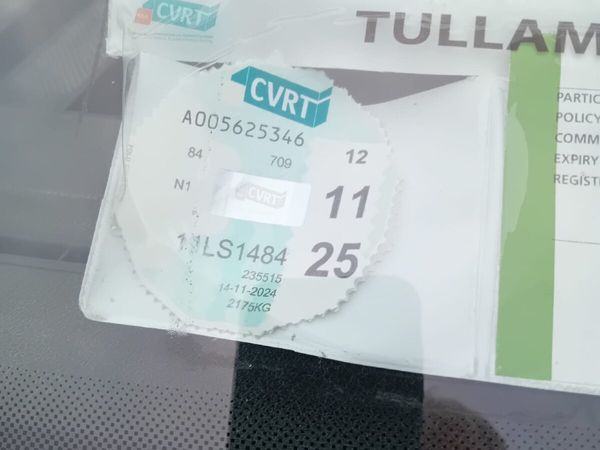 CVRT
TULLAM
CVRT
A005625346
84 709 12
N1 CVRT 11
LS1484 25
235515
14-11-2024
2175KG
PARTIC
POLICY
COMM
EXPIRY
REGIST